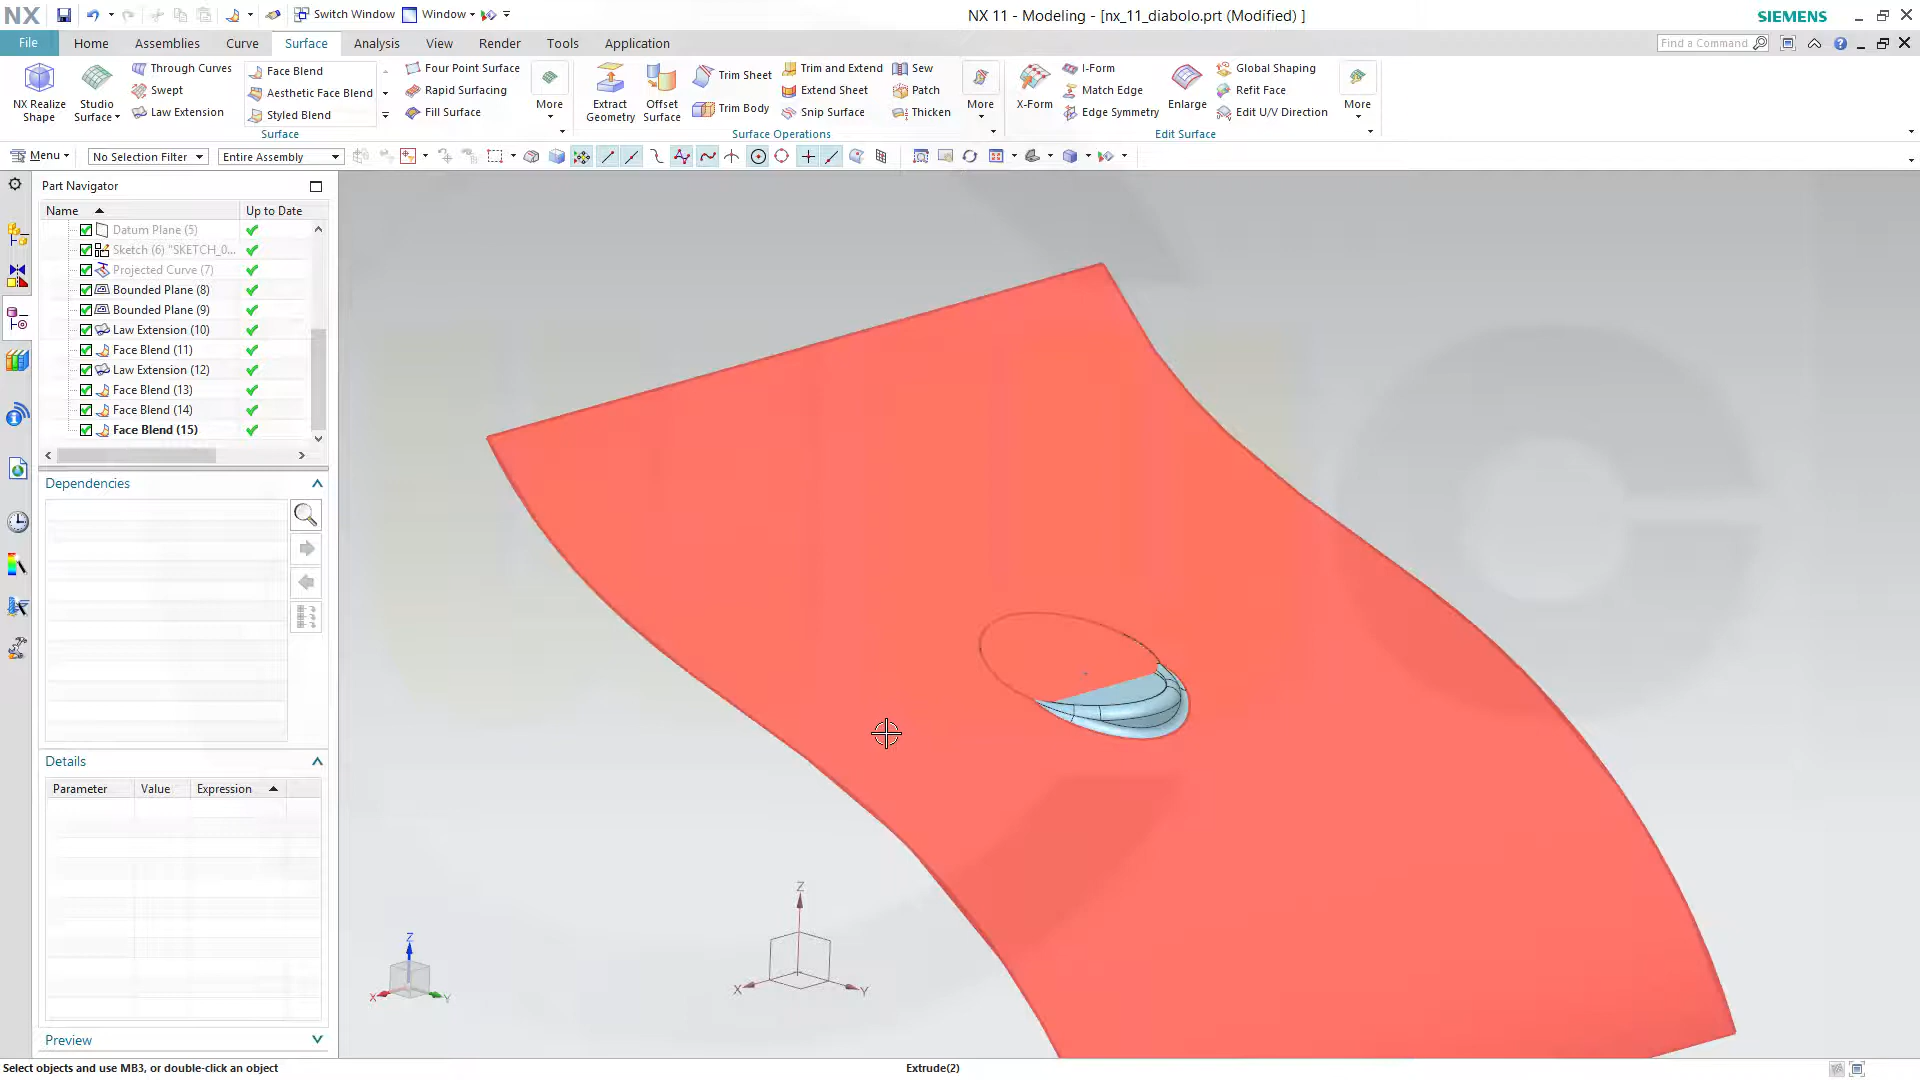 NX
Switch Window
Window
NX 11 - Modeling - [nx_11_diabolo.prt (Modified) ]
SIEMENS
File
Home
Assemblies
Curve
Surface
Analysis
View
Render
Tools
Application
Find a Command
NX Realize
Shape
Studio
Surface
Through Curves
Swept
Law Extension
Face Blend
Aesthetic Face Blend
Styled Blend
Four Point Surface
Rapid Surfacing
Fill Surface
More
Surface
Extract
Geometry
Offset
Surface
Trim Sheet
Trim Body
Trim and Extend
Extend Sheet
Snip Surface
Sew
Patch
Thicken
More
Surface Operations
X-Form
I-Form
Match Edge
Edge Symmetry
Enlarge
Global Shaping
Refit Face
Edit U/V Direction
More
Edit Surface
Menu
No Selection Filter
Entire Assembly
Part Navigator
Name
Up to Date
Datum Plane (5)
Sketch (6) "SKETCH_0...
Projected Curve (7)
Bounded Plane (8)
Bounded Plane (9)
Law Extension (10)
Face Blend (11)
Law Extension (12)
Face Blend (13)
Face Blend (14)
Face Blend (15)
Dependencies
Details
Parameter
Value
Expression
Preview
Z
X
Y
Z
X
Y
Select objects and use MB3, or double-click an object
Extrude(2)